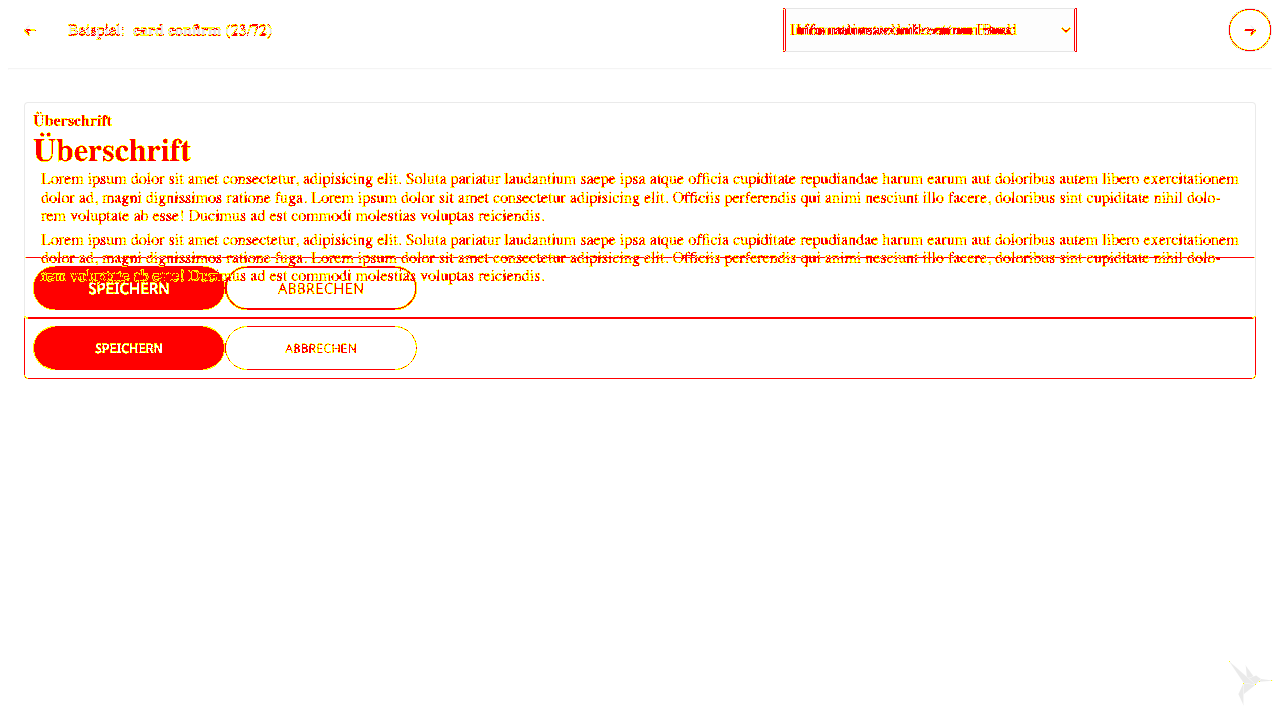 ← Beispiel: card confirm (23/72) →
Überschrift
Überschrift
Lorem ipsum dolor sit amet consectetur, adipisicing elit. Soluta pariatur laudantium saepe ipsa atque officia cupiditate repudiandae harum earum aut doloribus autem libero exercitationem
dolor ad, magni dignissimos ratione fuga. Lorem ipsum dolor sit amet consectetur adipisicing elit. Officiis perferendis qui animi nesciunt illo facere, doloribus sint cupiditate nihil dolo-
rem voluptate ab esse! Ducimus ad est commodi molestias voluptas reiciendis.
Lorem ipsum dolor sit amet consectetur, adipisicing elit. Soluta pariatur laudantium saepe ipsa atque officia cupiditate repudiandae harum earum aut doloribus autem libero exercitationem
dolor ad, magni dignissimos ratione fuga. Lorem ipsum dolor sit amet consectetur adipisicing elit. Officiis perferendis qui animi nesciunt illo facere, doloribus sint cupiditate nihil dolo-
rem voluptate ab esse! Ducimus ad est commodi molestias voluptas reiciendis.
SPEICHERN ABBRECHEN
SPEICHERN ABBRECHEN